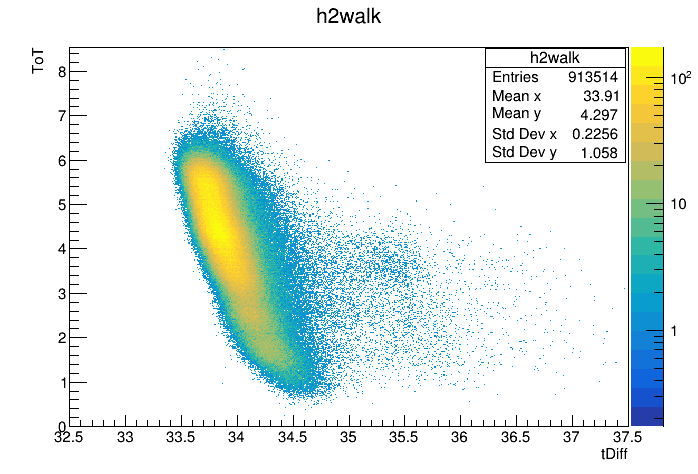 h2walk
ToT
h2walk
Entries 913514
Mean x 33.91
Mean y 4.297
Std Dev x 0.2256
Std Dev y 1.058
8
7
6
5
4
3
2
1
0
32.5 33 33.5 34 34.5 35 35.5 36 36.5 37 37.5
tDiff
10²
10
1